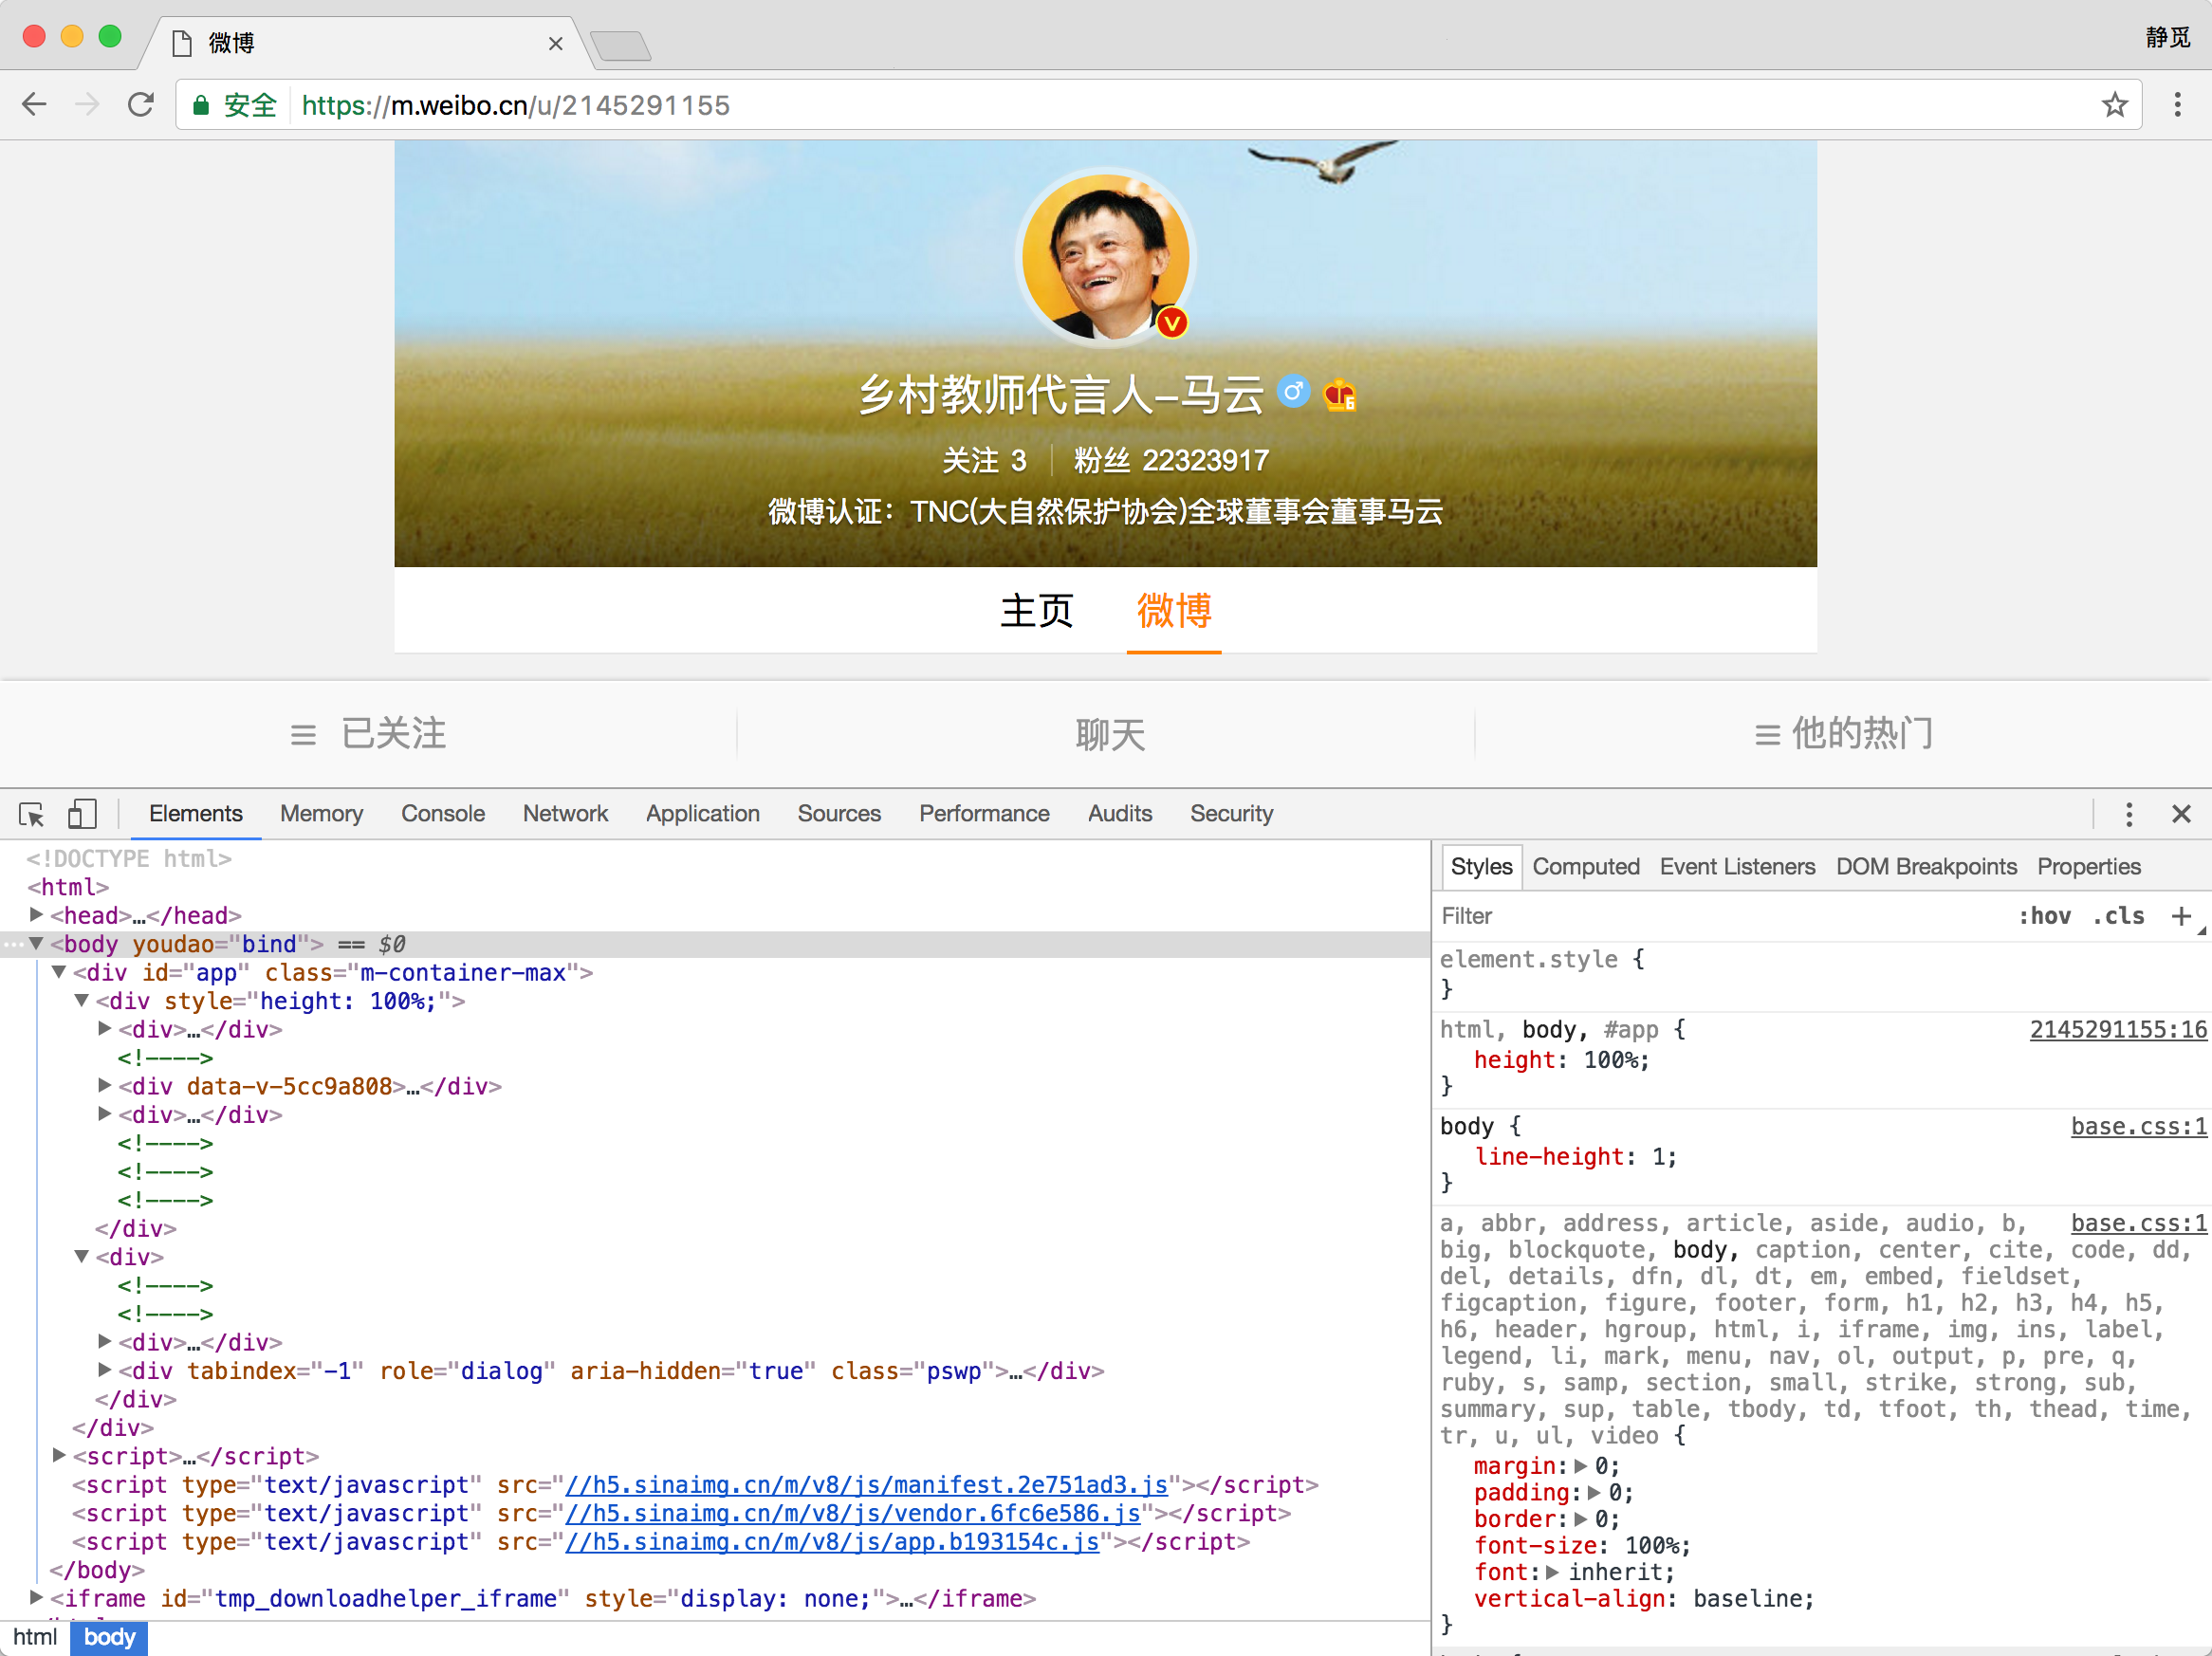 微博
静觅
安全 https://m.weibo.cn/u/2145291155
乡村教师代言人-马云
6
关注 3 粉丝 22323917
微博认证：TNC(大自然保护协会)全球董事会董事马云
主页 微博
已关注 聊天 他的热门
Elements Memory Console Network Application Sources Performance Audits Security
<!DOCTYPE html>
<html>
<head>…</head>
<body youdao="bind"> == $0
<div id="app" class="m-container-max">
<div style="height: 100%;">
<div>…</div>
<!---->
<div data-v-5cc9a808>…</div>
<div>…</div>
<!---->
<!---->
<!---->
</div>
<div>
<!---->
<!---->
<div>…</div>
<div tabindex="-1" role="dialog" aria-hidden="true" class="pswp">…</div>
</div>
</div>
<script>…</script>
<script type="text/javascript" src="//h5.sinaimg.cn/m/v8/js/manifest.2e751ad3.js"></script>
<script type="text/javascript" src="//h5.sinaimg.cn/m/v8/js/vendor.6fc6e586.js"></script>
<script type="text/javascript" src="//h5.sinaimg.cn/m/v8/js/app.b193154c.js"></script>
</body>
<iframe id="tmp_downloadhelper_iframe" style="display: none;">…</iframe>
html body
Styles Computed Event Listeners DOM Breakpoints Properties
Filter :hov .cls +
element.style {
}
html, body, #app { 2145291155:16
height: 100%;
}
body { base.css:1
line-height: 1;
}
a, abbr, address, article, aside, audio, b, base.css:1
big, blockquote, body, caption, center, cite, code, dd,
del, details, dfn, dl, dt, em, embed, fieldset,
figcaption, figure, footer, form, h1, h2, h3, h4, h5,
h6, header, hgroup, html, i, iframe, img, ins, label,
legend, li, mark, menu, nav, ol, output, p, pre, q,
ruby, s, samp, section, small, strike, strong, sub,
summary, sup, table, tbody, td, tfoot, th, thead, time,
tr, u, ul, video {
margin: 0;
padding: 0;
border: 0;
font-size: 100%;
font: inherit;
vertical-align: baseline;
}